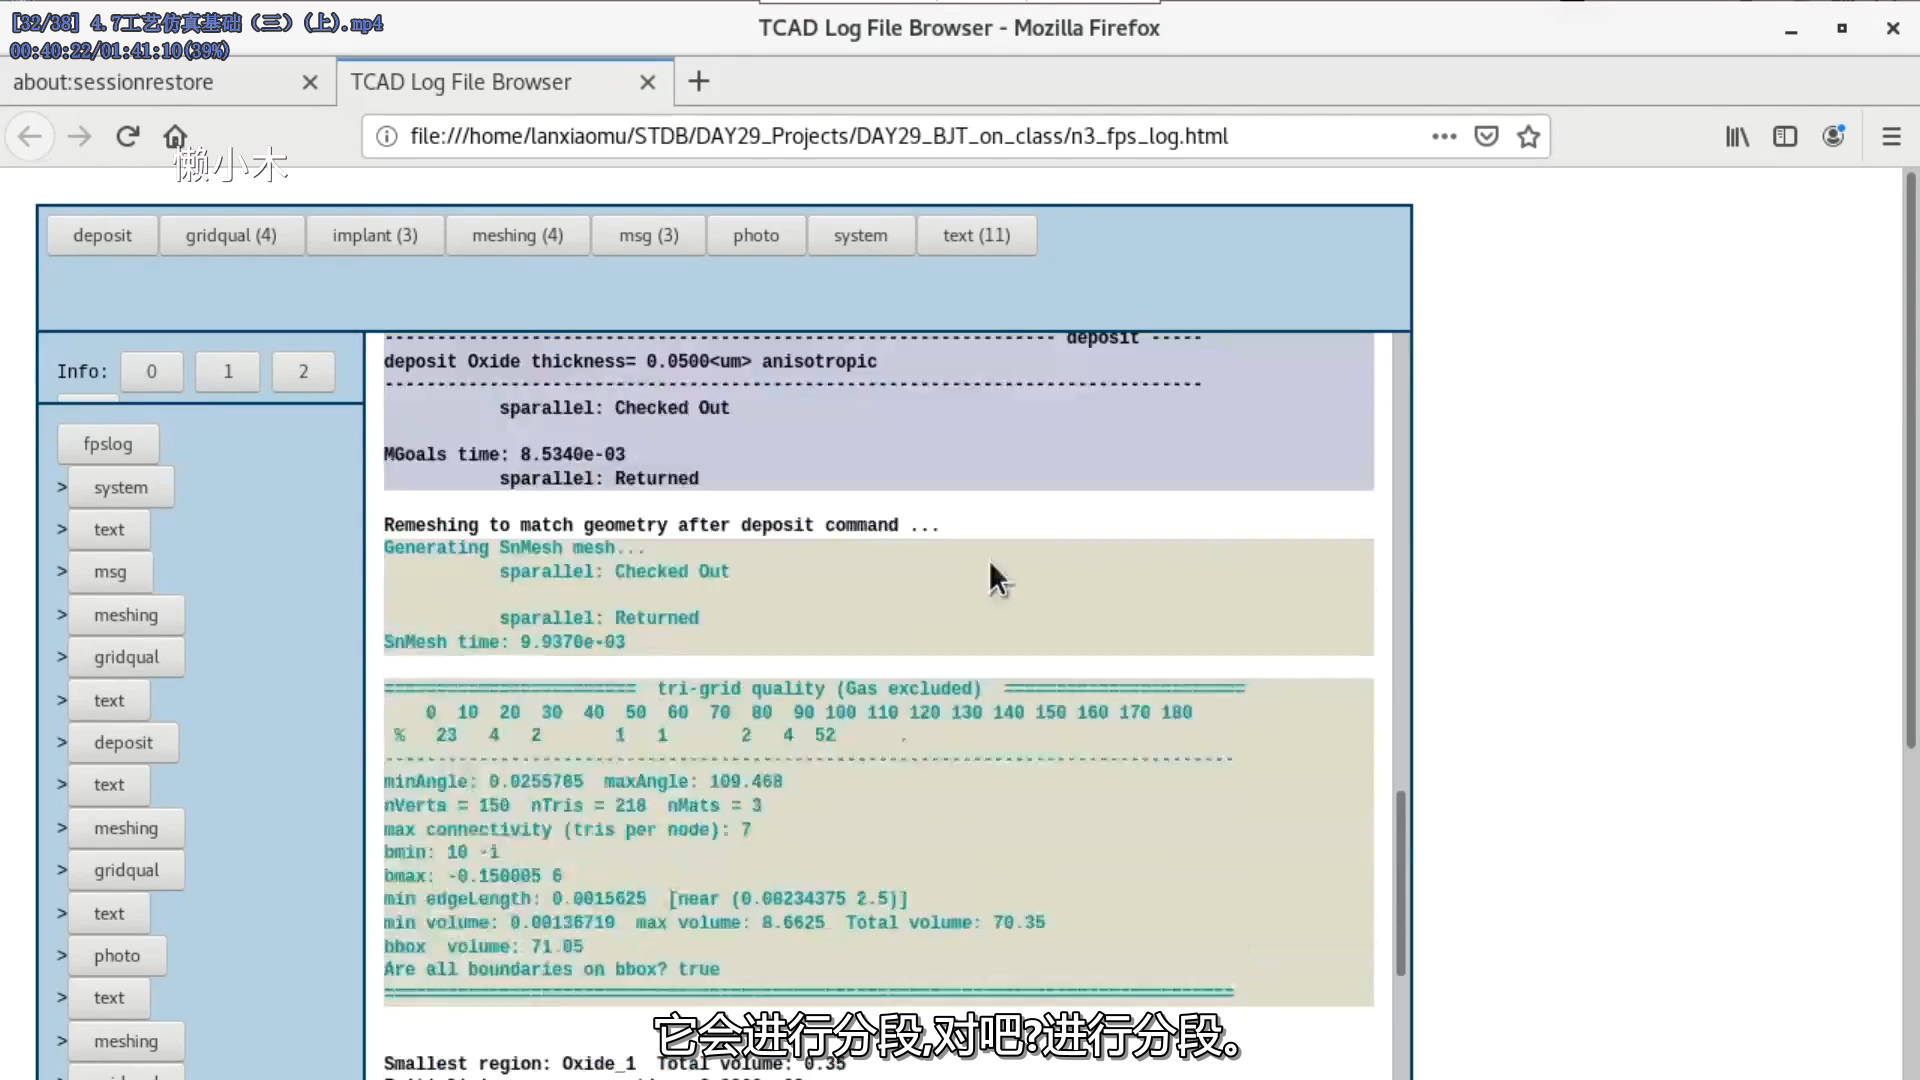 [32/38] 4.7工艺仿真基础（三）(上).mp4
00:40:22/01:41:10(39%)
TCAD Log File Browser - Mozilla Firefox
about:sessionrestore
TCAD Log File Browser
file:///home/lanxiaomu/STDB/DAY29_Projects/DAY29_BJT_on_class/n3_fps_log.html
懒小木
deposit
gridqual (4)
implant (3)
meshing (4)
msg (3)
photo
system
text (11)
Info:
0
1
2
fpslog
> system
> text
> msg
> meshing
> gridqual
> text
> deposit
> text
> meshing
> gridqual
> text
> photo
> text
> meshing
---------------------------------------------------------------- deposit -----
deposit Oxide thickness= 0.0500<um> anisotropic
------------------------------------------------------------------------------
sparallel: Checked Out
MGoals time: 8.5340e-03
sparallel: Returned
Remeshing to match geometry after deposit command ...
Generating SnMesh mesh...
sparallel: Checked Out
sparallel: Returned
SnMesh time: 9.9370e-03
======================== tri-grid quality (Gas excluded) =======================
0 10 20 30 40 50 60 70 80 90 100 110 120 130 140 150 160 170 180
% 23 4 2 1 1 2 4 52 .
---------------------------------------------------------------------------------
minAngle: 0.0255785 maxAngle: 109.468
nVerts = 150 nTris = 218 nMats = 3
max connectivity (tris per node): 7
bmin: 10 -1
bmax: -0.150005 6
min edgeLength: 0.0015625 [near (0.00234375 2.5)]
min volume: 0.00136719 max volume: 8.6625 Total volume: 70.35
bbox volume: 71.05
Are all boundaries on bbox? true
=================================================================================
Smallest region: Oxide_1 Total volume: 0.35
它会进行分段,对吧?进行分段。